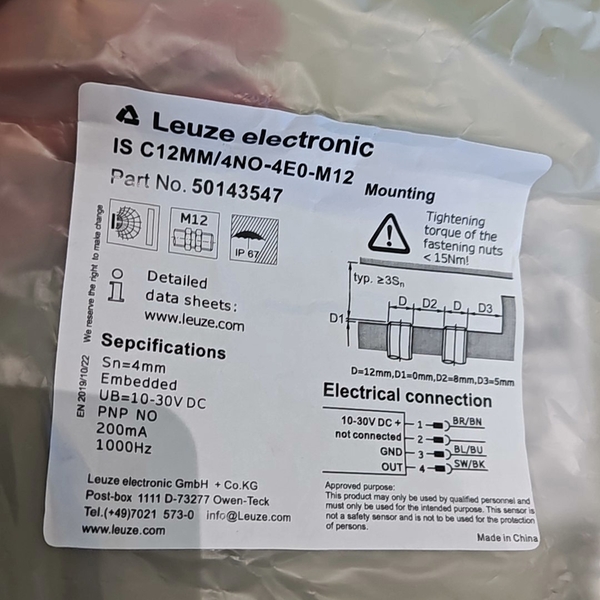 Leuze electronic
IS C12MM/4NO-4E0-M12
Part No. 50143547
M12
IP 67
Detailed
data sheets:
www.leuze.com
Sepcifications
Sn=4mm
Embedded
UB=10-30V DC
PNP NO
200mA
1000Hz
EN 2019/10/22 We reserve the right to make change
Leuze electronic GmbH + Co.KG
Post-box 1111 D-73277 Owen-Teck
Tel.(+49)7021 573-0 info@Leuze.com
www.leuze.com
Mounting
Tightening
torque of the
fastening nuts
< 15Nm!
typ. ≥3Sn
D D2 D D3
D1
D=12mm,D1=0mm,D2=8mm,D3=5mm
Electrical connection
10-30V DC + 1 BR/BN
not connected 2
GND 3 BL/BU
OUT 4 SW/BK
Approved purpose:
This product may only be used by qualified personnel and
must only be used for the intended purpose. This sensor is
not a safety sensor and is not to be used for the protection
of persons.
Made in China